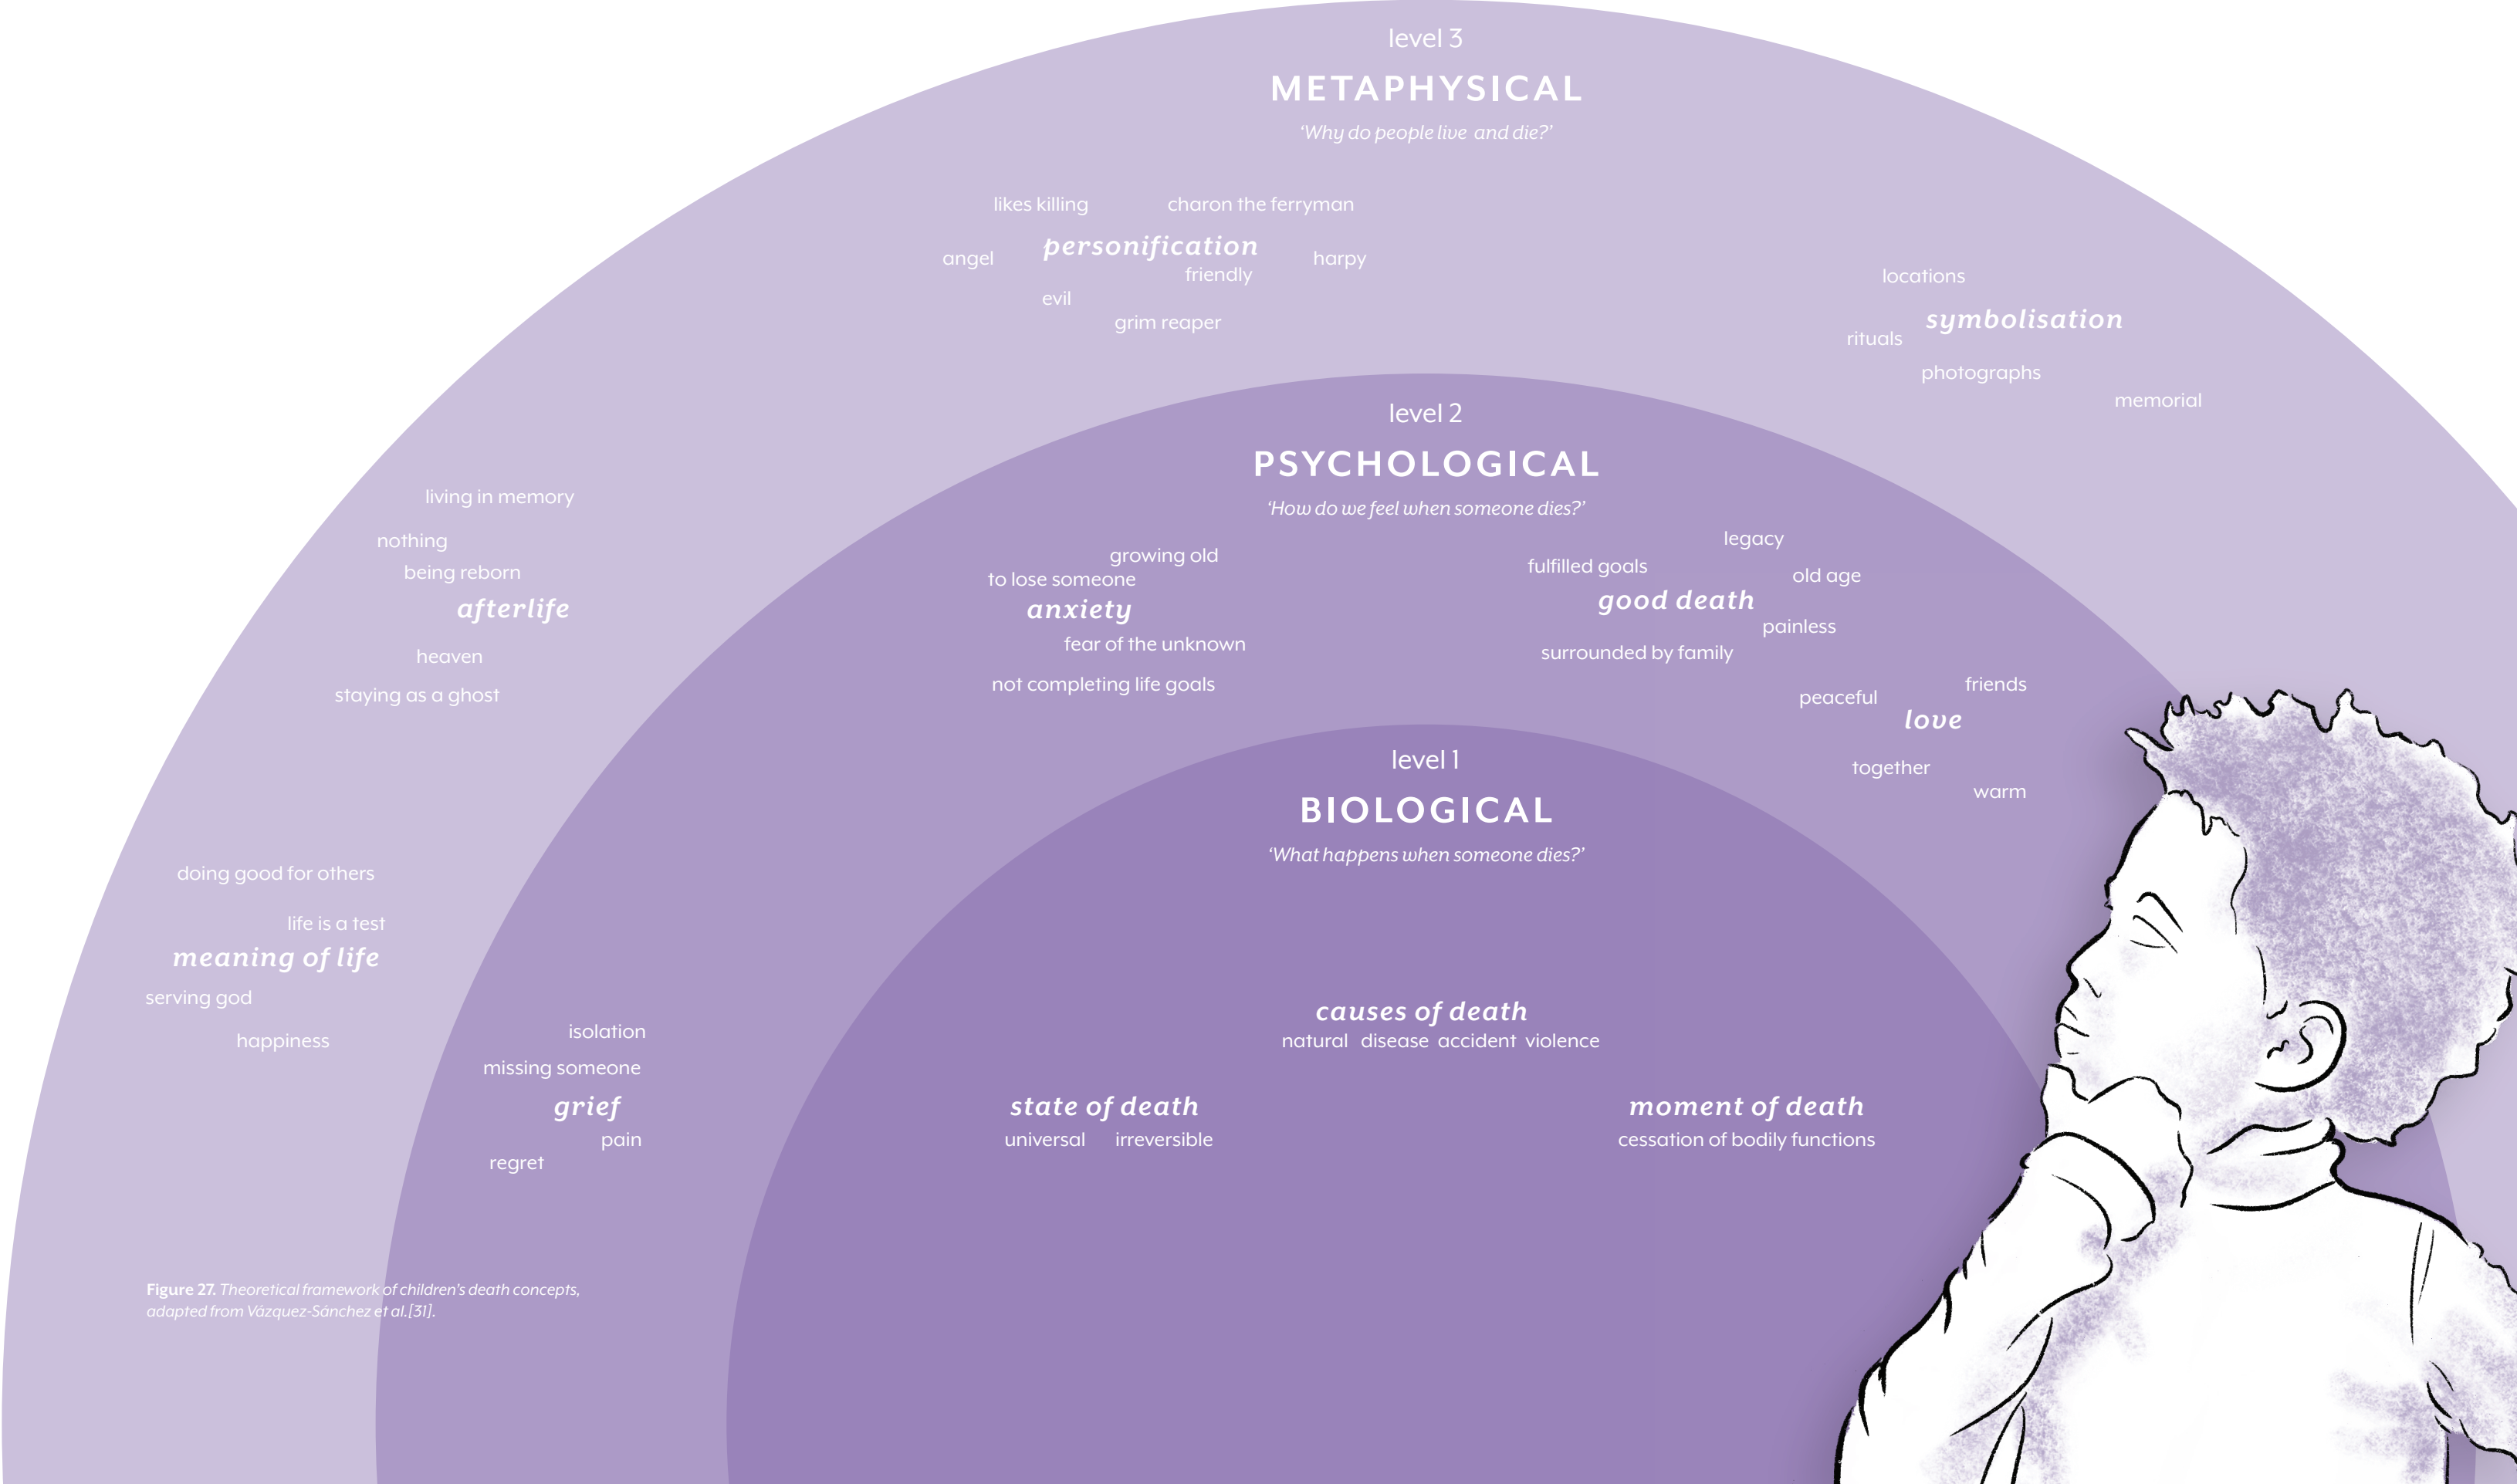 level 3
METAPHYSICAL
‘Why do people live and die?’
likes killing
charon the ferryman
personification
angel
harpy
friendly
evil
grim reaper
locations
symbolisation
rituals
photographs
memorial
living in memory
nothing
being reborn
afterlife
heaven
staying as a ghost
doing good for others
life is a test
meaning of life
serving god
happiness
level 2
PSYCHOLOGICAL
‘How do we feel when someone dies?’
growing old
to lose someone
anxiety
fear of the unknown
not completing life goals
legacy
fulfilled goals
old age
good death
painless
surrounded by family
friends
peaceful
love
together
warm
isolation
missing someone
grief
pain
regret
level 1
BIOLOGICAL
‘What happens when someone dies?’
causes of death
natural disease accident violence
state of death
universal irreversible
moment of death
cessation of bodily functions
Figure 27. Theoretical framework of children’s death concepts,
adapted from Vázquez-Sánchez et al.[31].